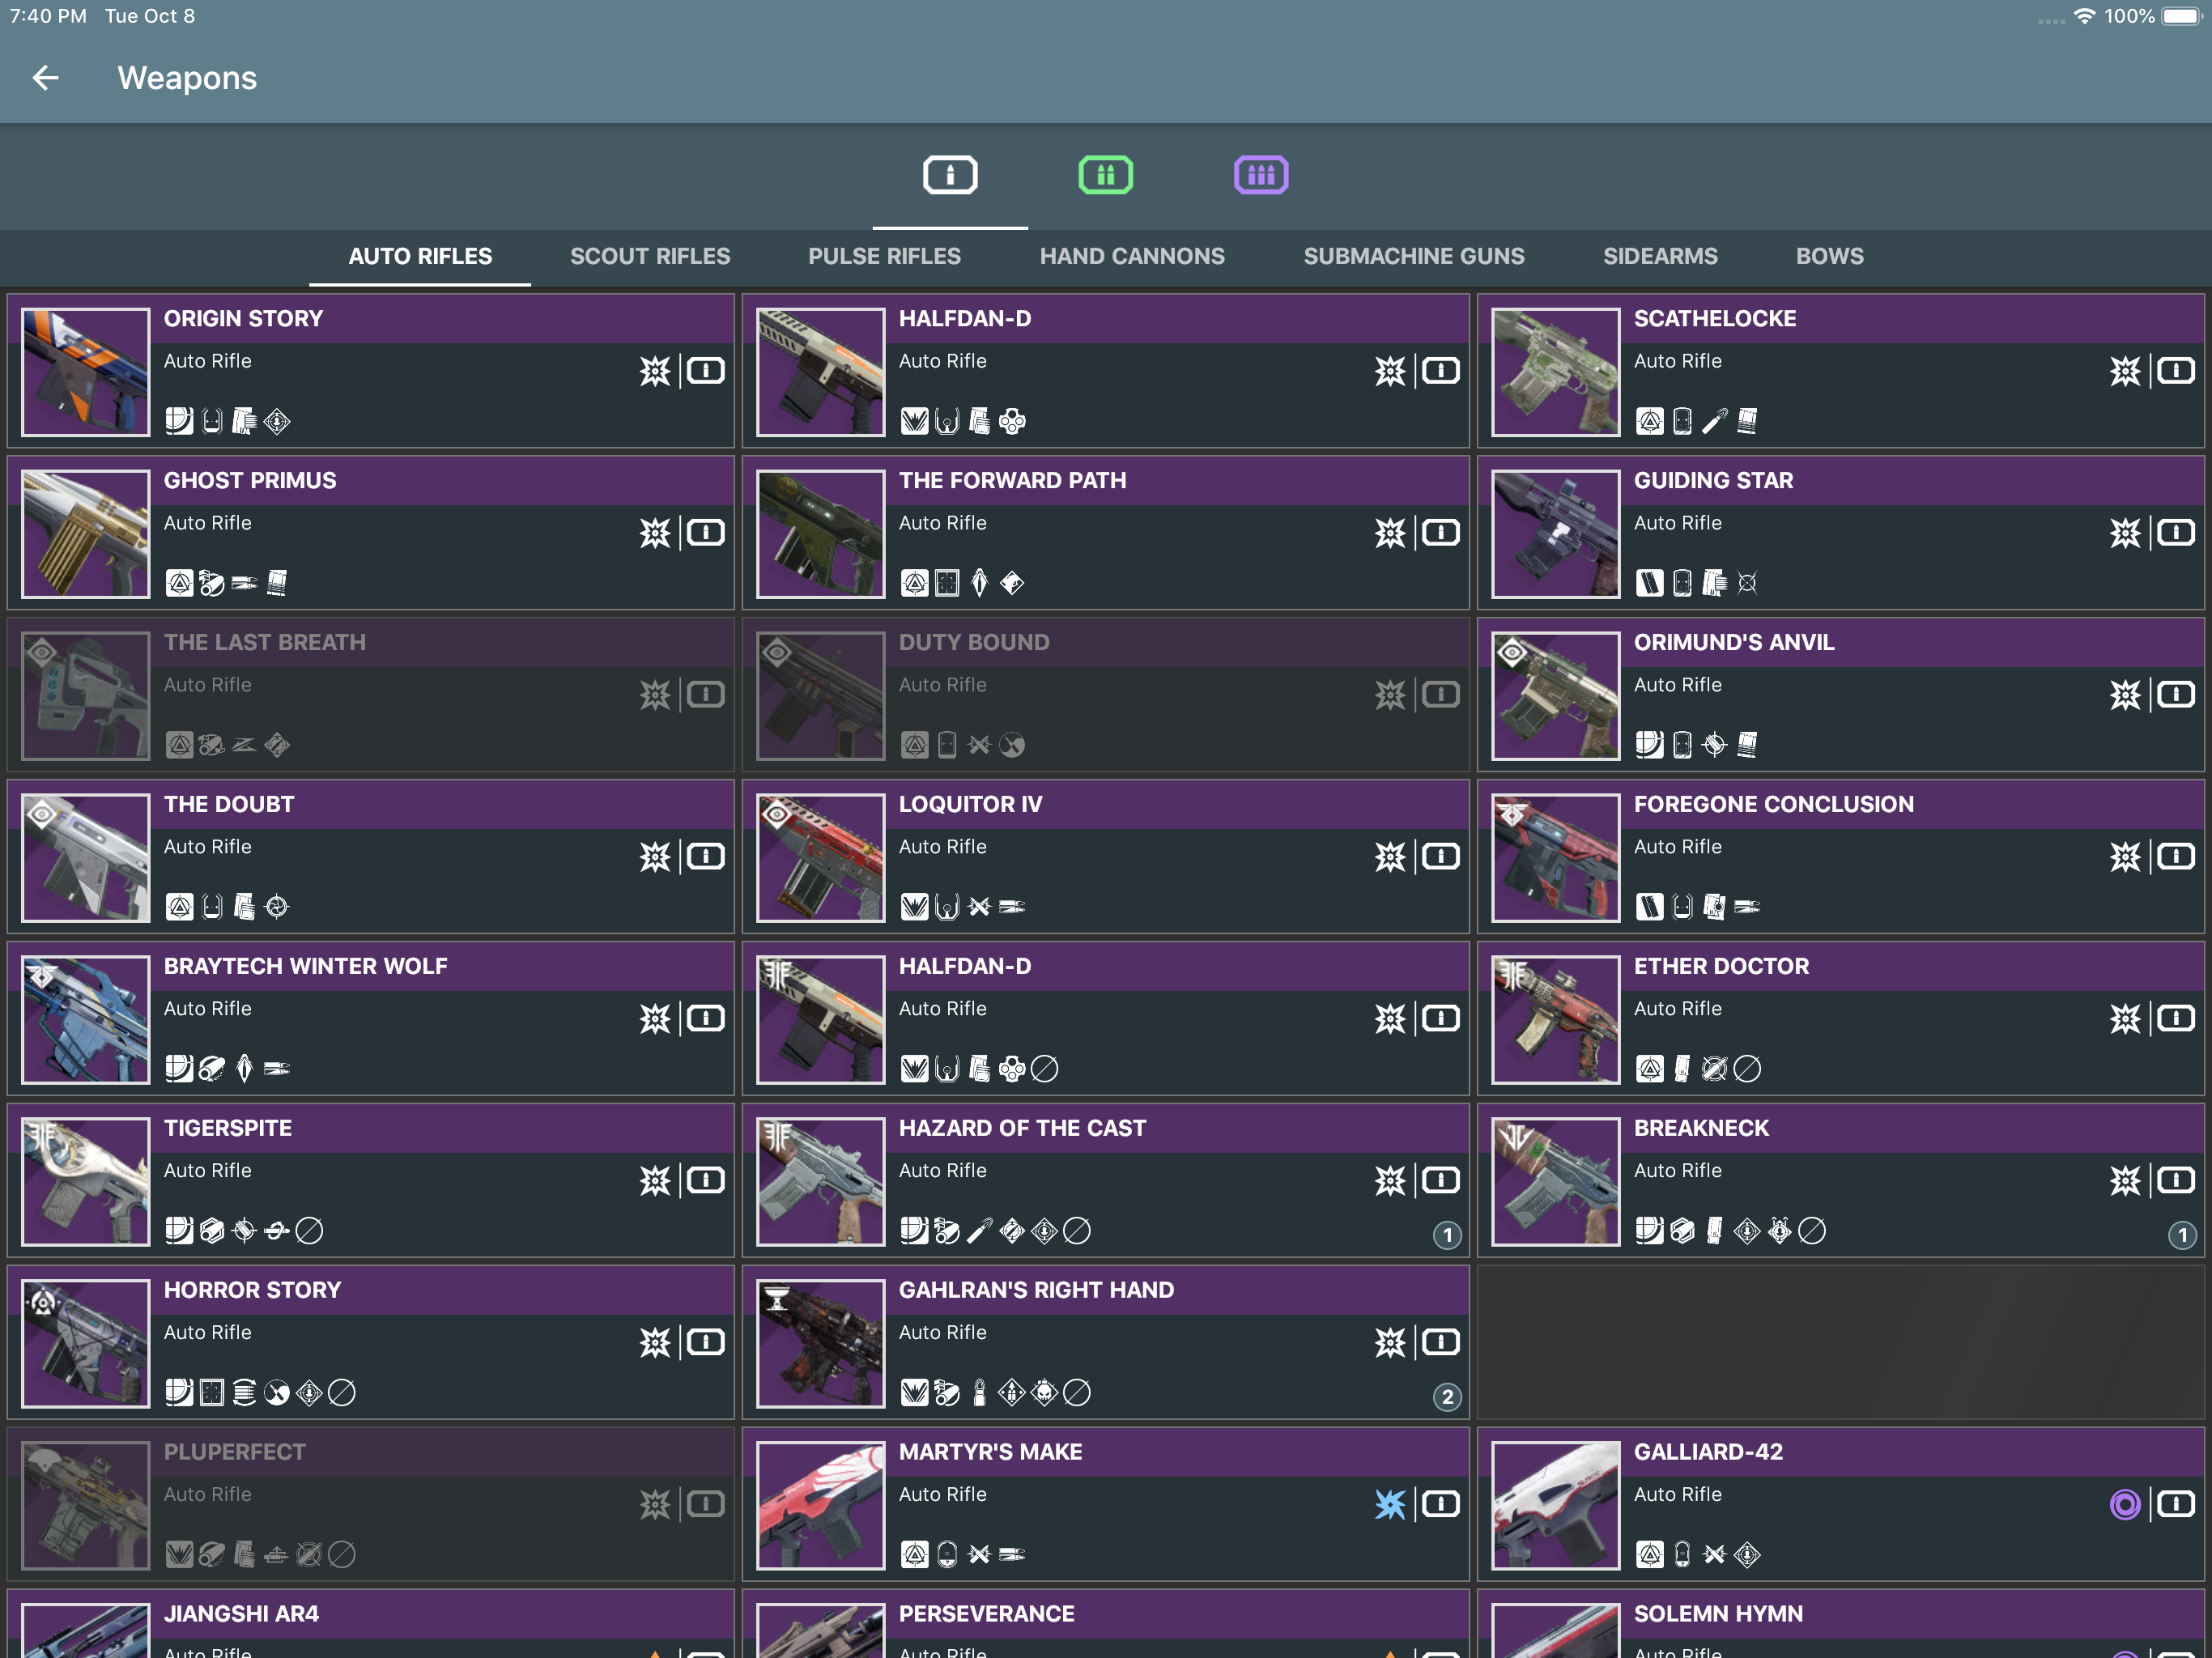 7:40 PM Tue Oct 8
100%
Weapons
AUTO RIFLES
SCOUT RIFLES
PULSE RIFLES
HAND CANNONS
SUBMACHINE GUNS
SIDEARMS
BOWS
ORIGIN STORY
Auto Rifle
HALFDAN-D
Auto Rifle
SCATHELOCKE
Auto Rifle
GHOST PRIMUS
Auto Rifle
THE FORWARD PATH
Auto Rifle
GUIDING STAR
Auto Rifle
THE LAST BREATH
Auto Rifle
DUTY BOUND
Auto Rifle
ORIMUND'S ANVIL
Auto Rifle
THE DOUBT
Auto Rifle
LOQUITOR IV
Auto Rifle
FOREGONE CONCLUSION
Auto Rifle
BRAYTECH WINTER WOLF
Auto Rifle
HALFDAN-D
Auto Rifle
ETHER DOCTOR
Auto Rifle
TIGERSPITE
Auto Rifle
HAZARD OF THE CAST
Auto Rifle
1
BREAKNECK
Auto Rifle
1
HORROR STORY
Auto Rifle
GAHLRAN'S RIGHT HAND
Auto Rifle
2
PLUPERFECT
Auto Rifle
MARTYR'S MAKE
Auto Rifle
GALLIARD-42
Auto Rifle
JIANGSHI AR4
Auto Rifle
PERSEVERANCE
Auto Rifle
SOLEMN HYMN
Auto Rifle